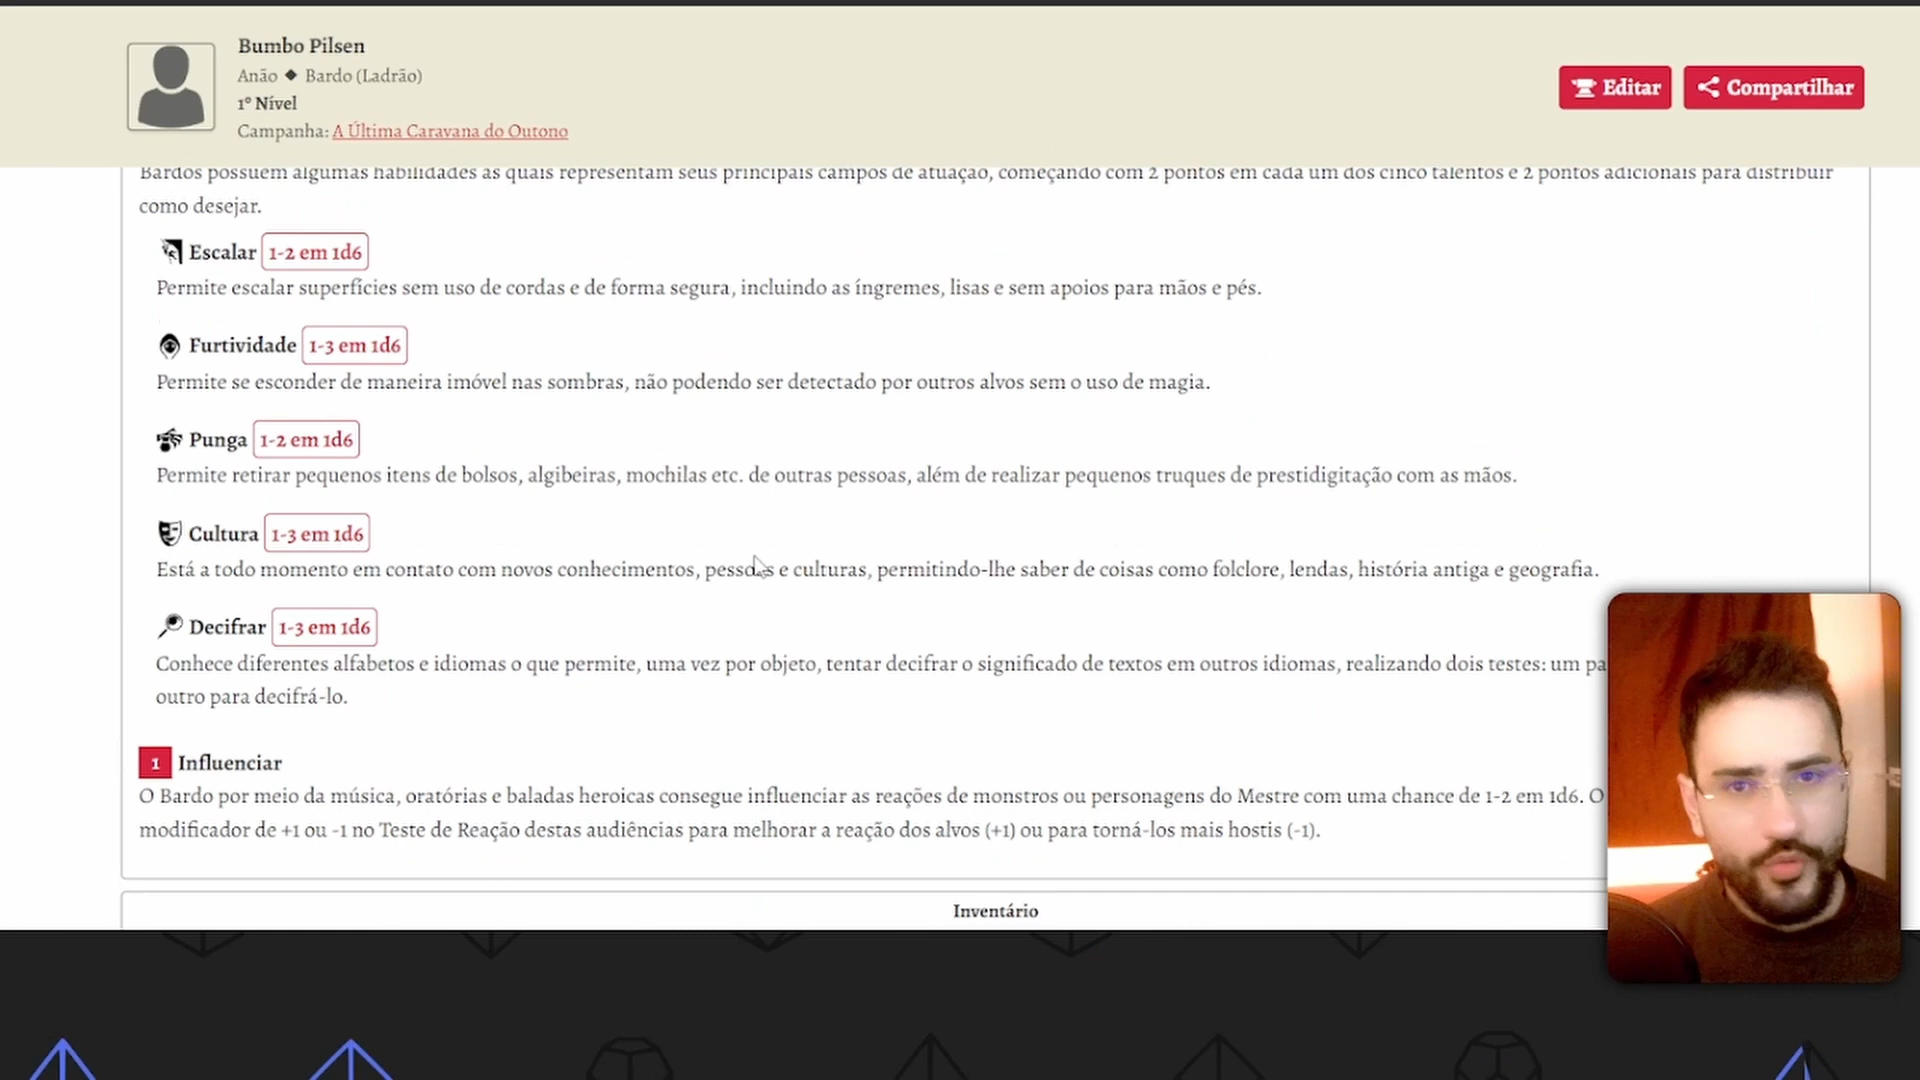 Bumbo Pilsen
Anão ◆ Bardo (Ladrão)
1º Nível
Campanha: A Última Caravana do Outono
Editar
Compartilhar
Bardos possuem algumas habilidades as quais representam seus principais campos de atuação, começando com 2 pontos em cada um dos cinco talentos e 2 pontos adicionais para distribuir
como desejar.
Escalar 1-2 em 1d6
Permite escalar superfícies sem uso de cordas e de forma segura, incluindo as íngremes, lisas e sem apoios para mãos e pés.
Furtividade 1-3 em 1d6
Permite se esconder de maneira imóvel nas sombras, não podendo ser detectado por outros alvos sem o uso de magia.
Punga 1-2 em 1d6
Permite retirar pequenos itens de bolsos, algibeiras, mochilas etc. de outras pessoas, além de realizar pequenos truques de prestidigitação com as mãos.
Cultura 1-3 em 1d6
Está a todo momento em contato com novos conhecimentos, pessoas e culturas, permitindo-lhe saber de coisas como folclore, lendas, história antiga e geografia.
Decifrar 1-3 em 1d6
Conhece diferentes alfabetos e idiomas o que permite, uma vez por objeto, tentar decifrar o significado de textos em outros idiomas, realizando dois testes: um
outro para decifrá-lo.
1 Influenciar
O Bardo por meio da música, oratórias e baladas heroicas consegue influenciar as reações de monstros ou personagens do Mestre com uma chance de 1-2 em 1d6. O
modificador de +1 ou -1 no Teste de Reação destas audiências para melhorar a reação dos alvos (+1) ou para torná-los mais hostis (-1).
Inventário